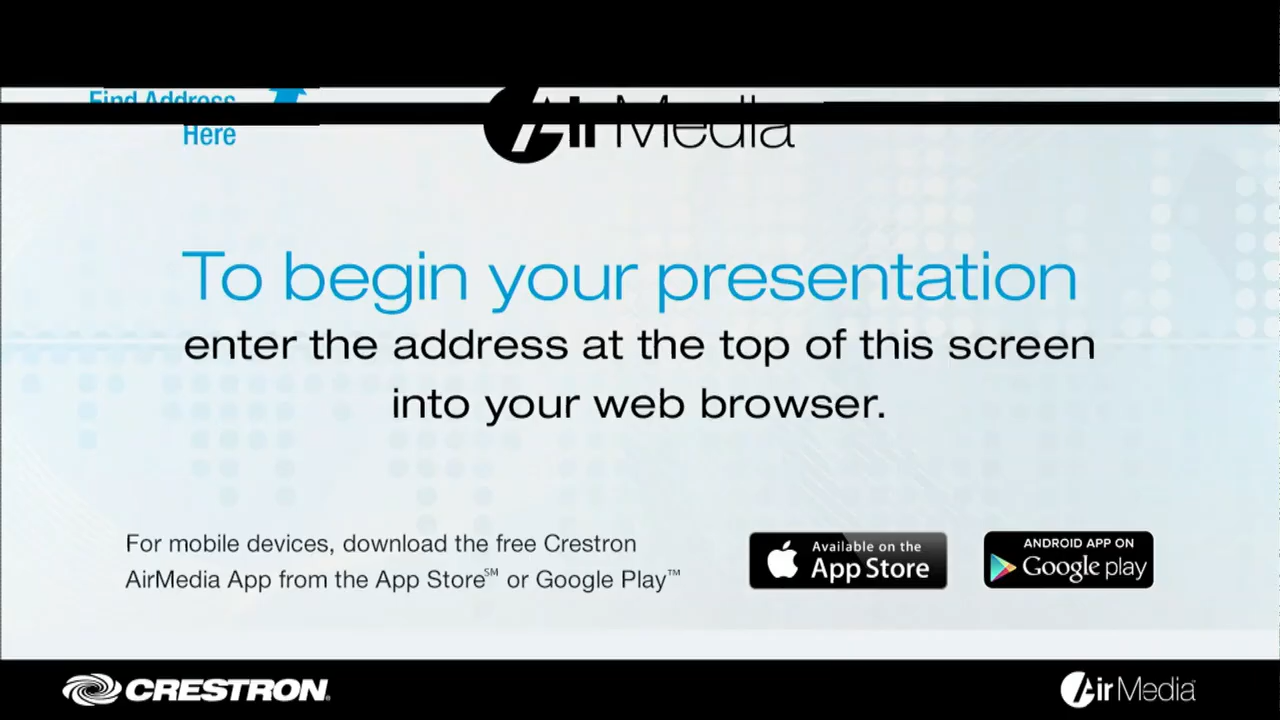 Find Address
Here
AirMedia
To begin your presentation
enter the address at the top of this screen
into your web browser.
For mobile devices, download the free Crestron
AirMedia App from the App Store℠ or Google Play™
Available on the
App Store
ANDROID APP ON
Google play
CRESTRON®
AirMedia™